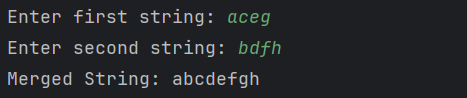 Enter first string: aceg
Enter second string: bdfh
Merged String: abcdefgh